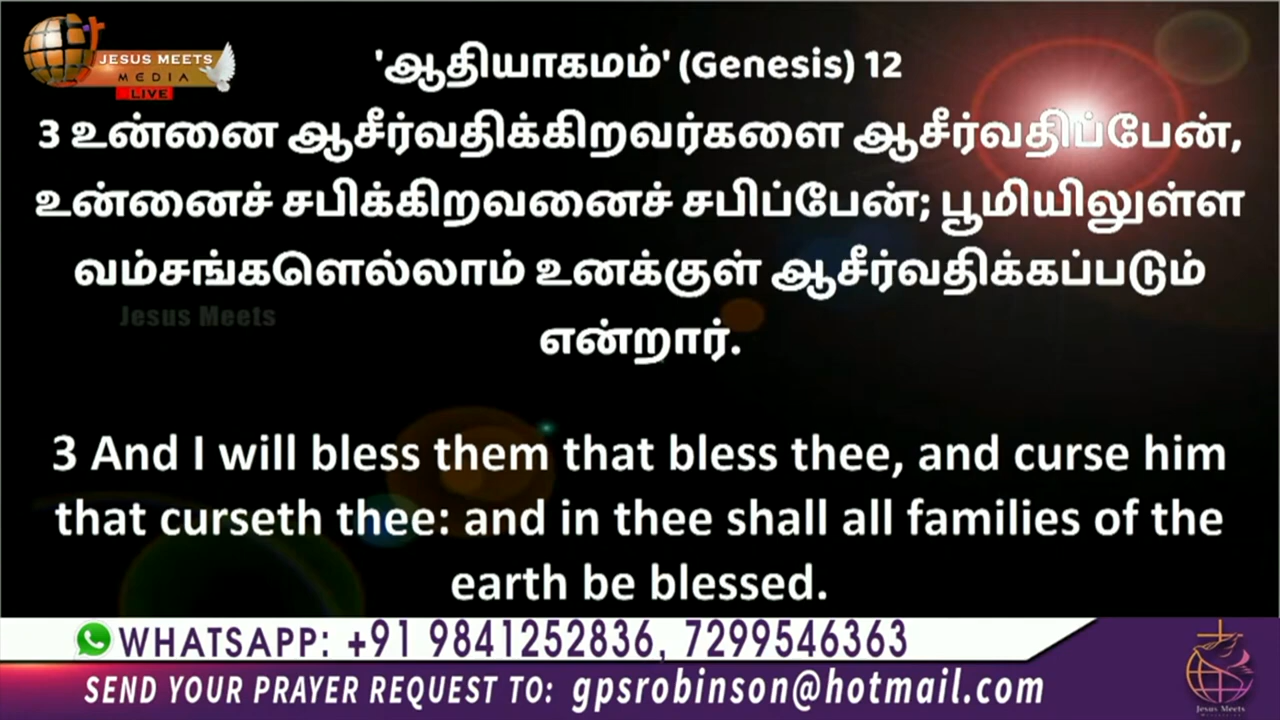 JESUS MEETS
MEDIA
LIVE
'ஆதியாகமம்' (Genesis) 12
3 உன்னை ஆசீர்வதிக்கிறவர்களை ஆசீர்வதிப்பேன்,
உன்னைச் சபிக்கிறவனைச் சபிப்பேன்; பூமியிலுள்ள
வம்சங்களெல்லாம் உனக்குள் ஆசீர்வதிக்கப்படும்
Jesus Meets
என்றார்.
3 And I will bless them that bless thee, and curse him
that curseth thee: and in thee shall all families of the
earth be blessed.
WHATSAPP: +91 9841252836, 7299546363
SEND YOUR PRAYER REQUEST TO: gpsrobinson@hotmail.com
Jesus Meets